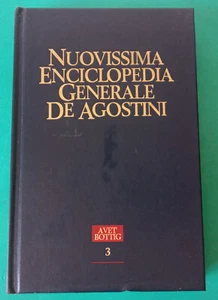 NUOVISSIMA
ENCICLOPEDIA
GENERALE
DE AGOSTINI
AVET
BOTTIG
3